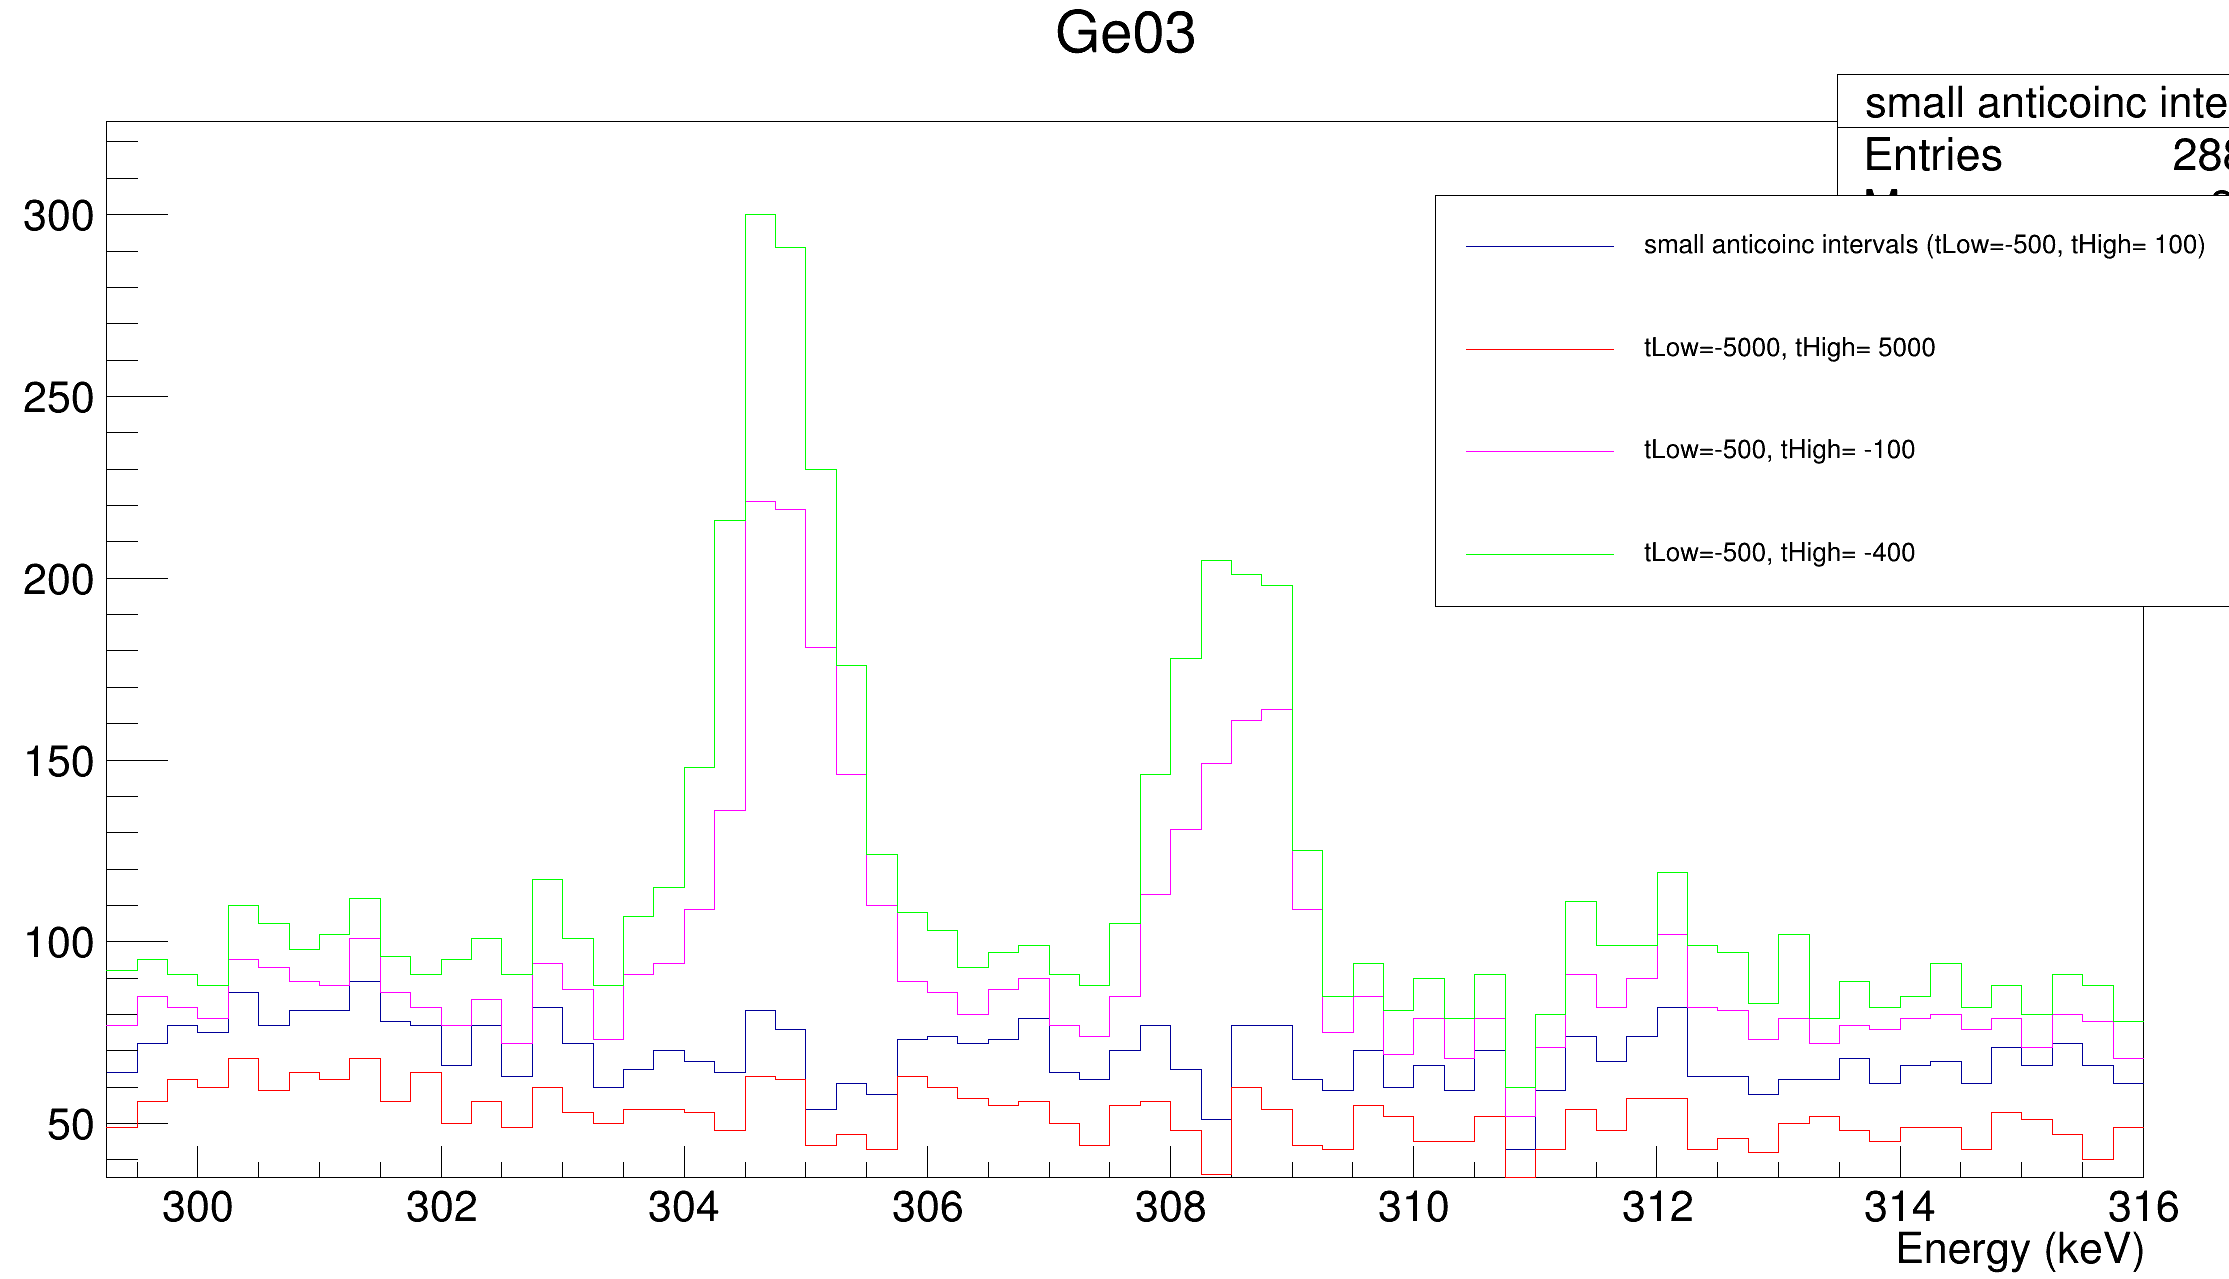 Ge03
small anticoinc inte
Entries 288
small anticoinc intervals (tLow=-500, tHigh= 100)
tLow=-5000, tHigh= 5000
tLow=-500, tHigh= -100
tLow=-500, tHigh= -400
300
250
200
150
100
50
300 302 304 306 308 310 312 314 316
Energy (keV)